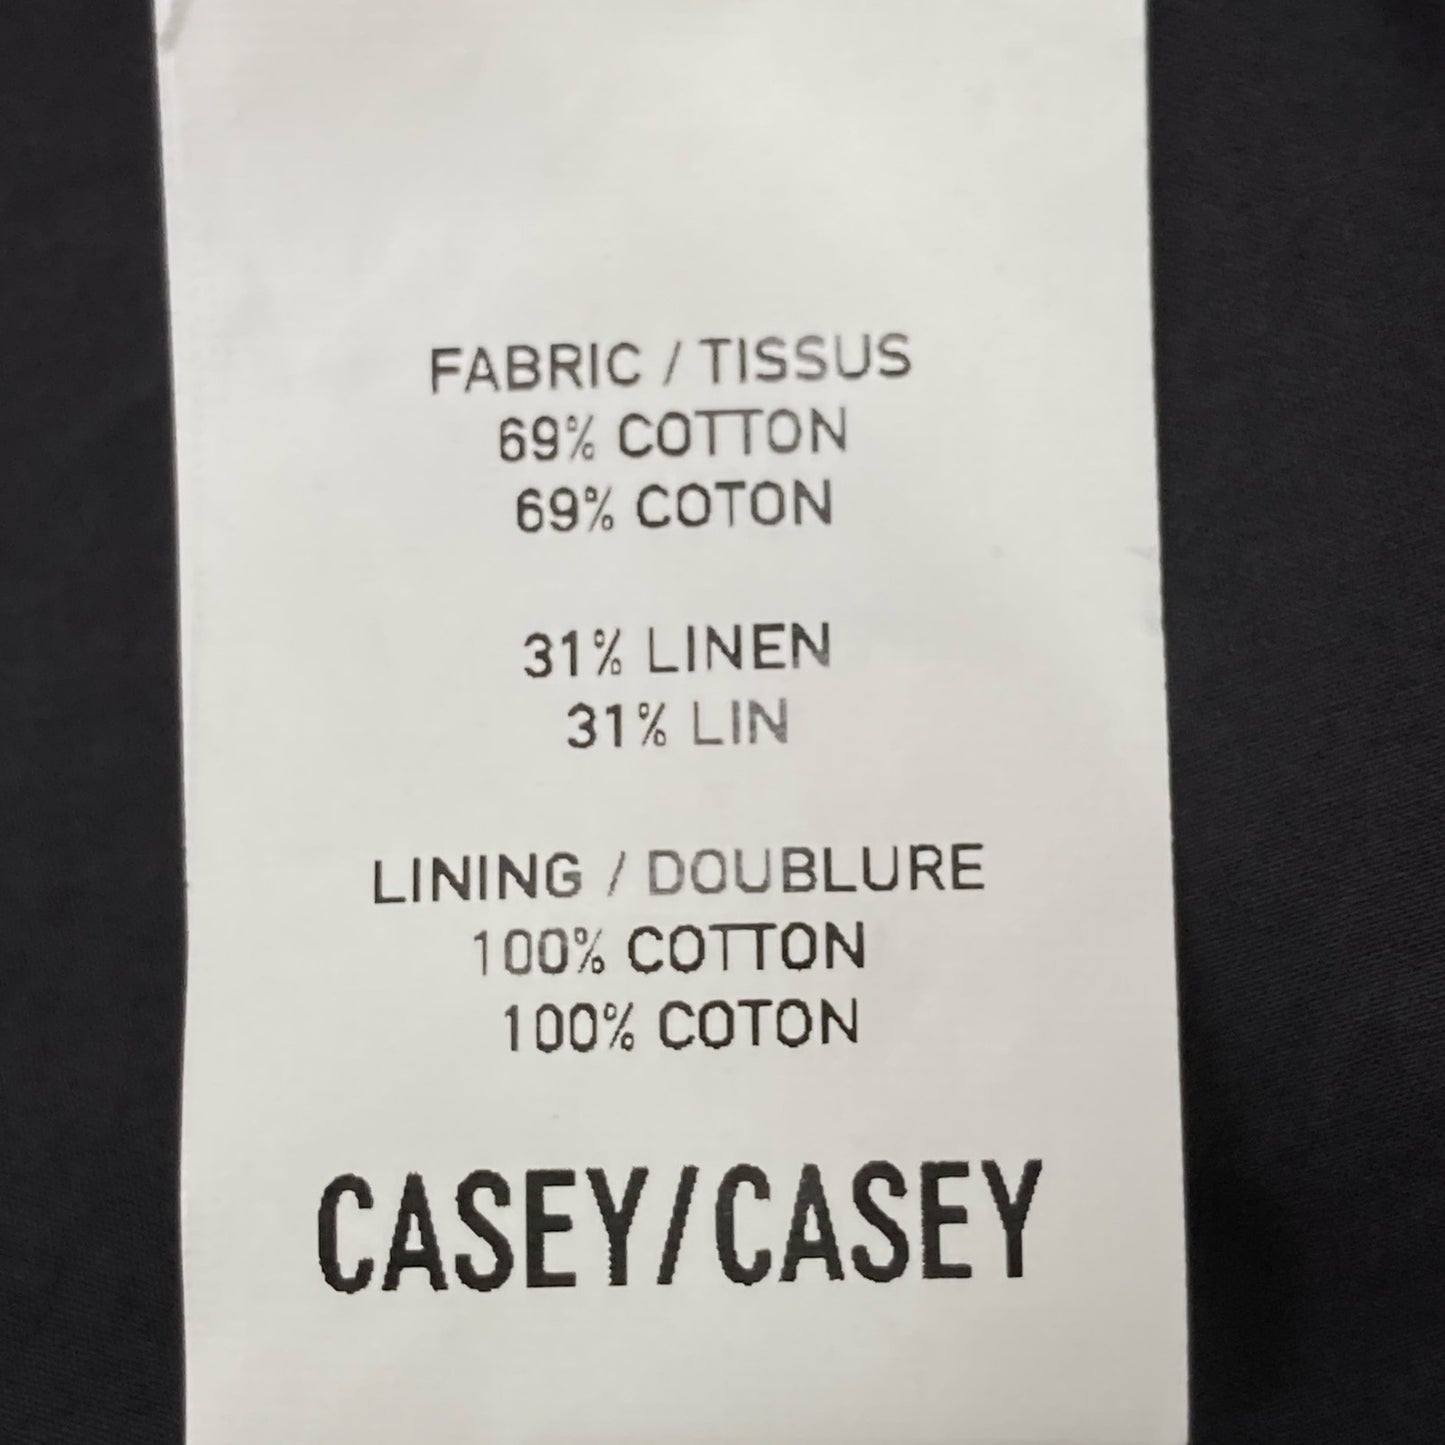 FABRIC / TISSUS
69% COTTON
69% COTON
31% LINEN
31% LIN
LINING / DOUBLURE
100% COTTON
100% COTON
CASEY/CASEY